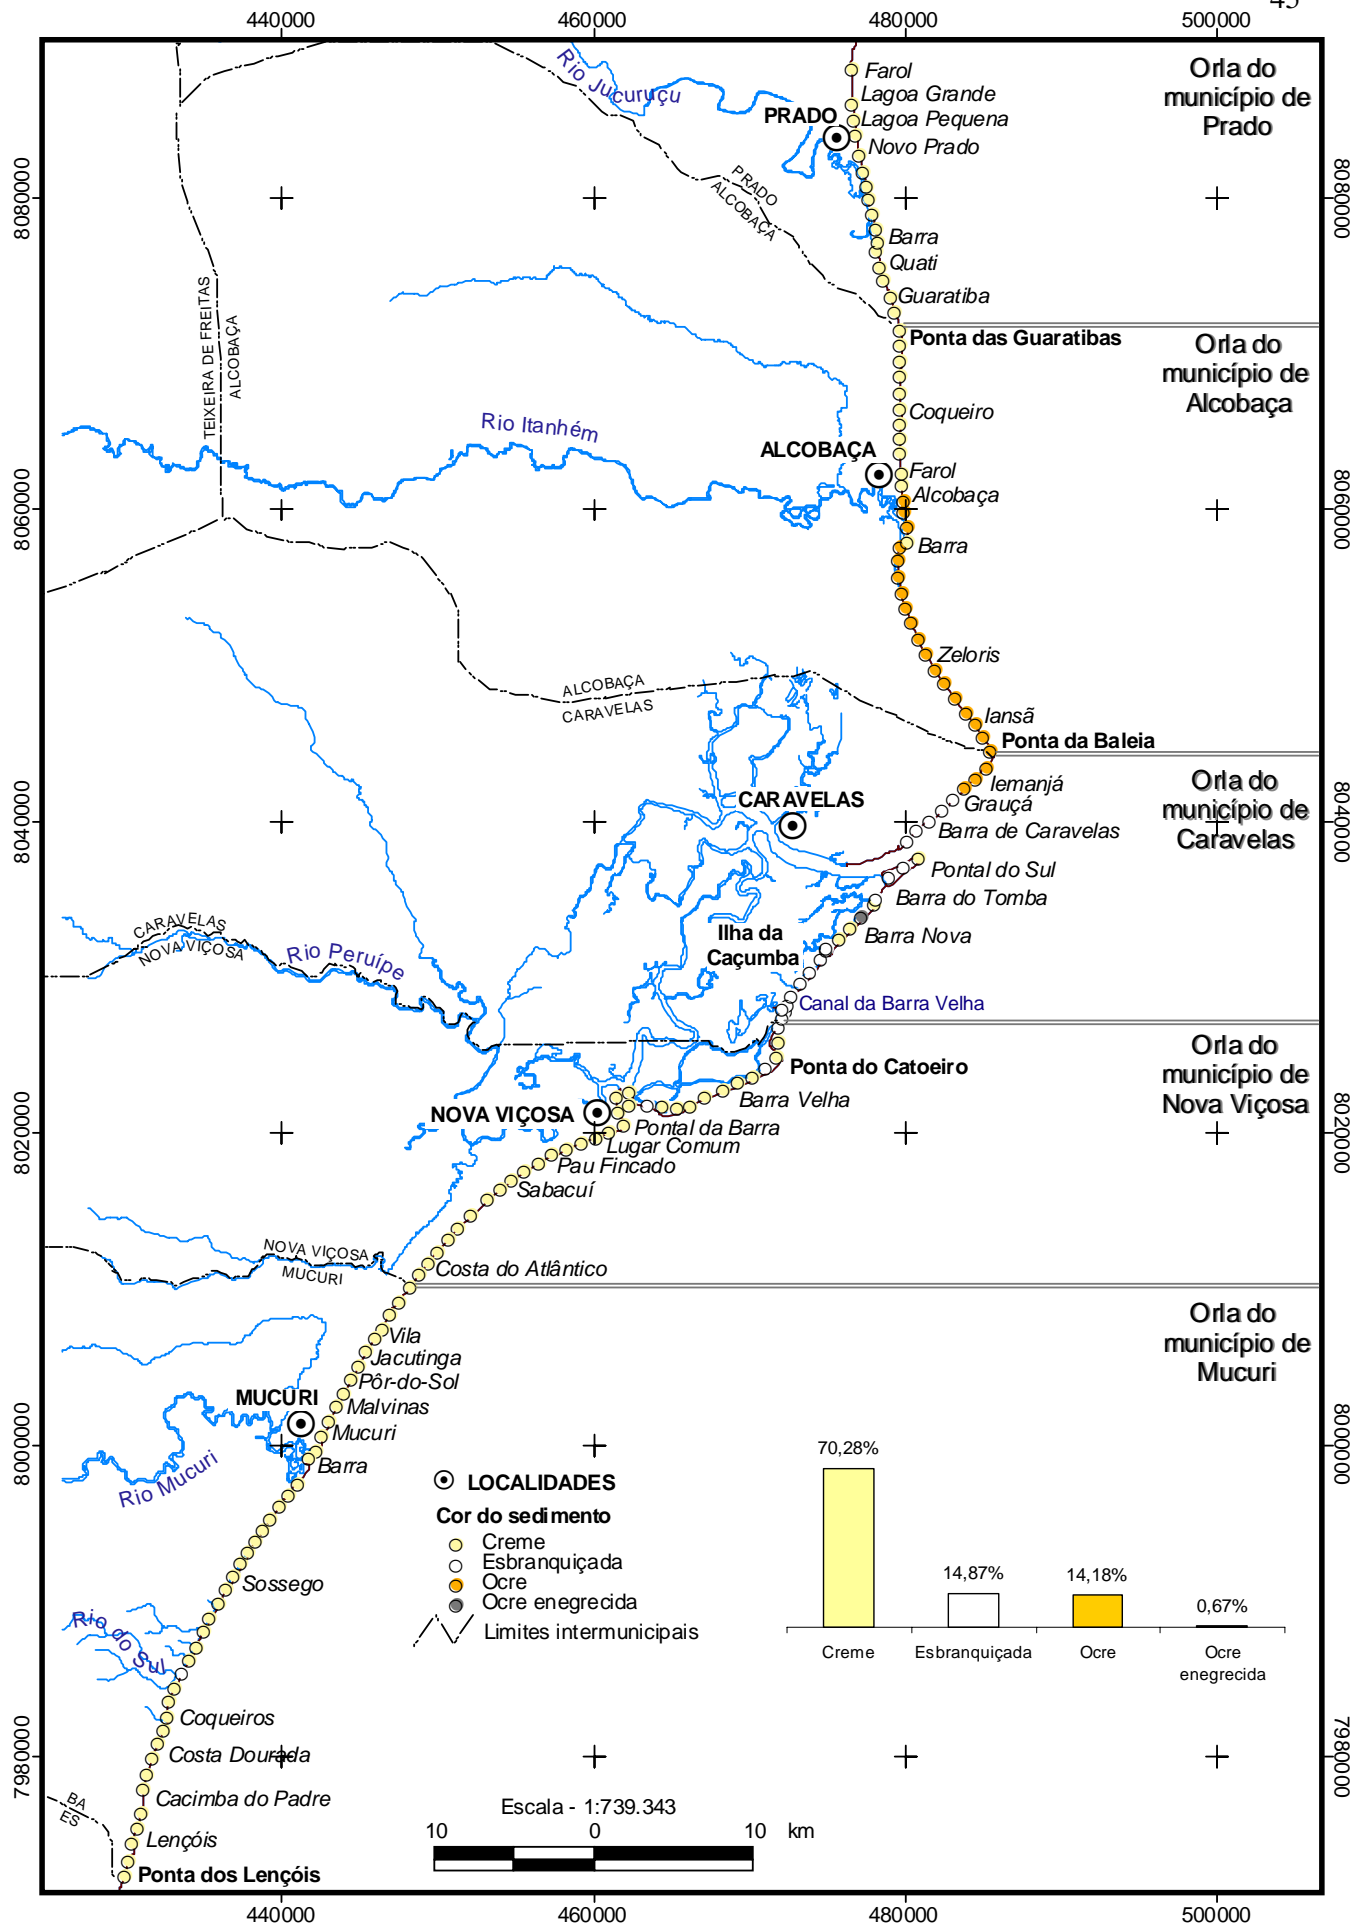 440000
460000
480000
500000
Farol
Lagoa Grande
Lagoa Pequena
Novo Prado
Orla do
município de
Prado
Rio Jucuruçu
PRADO
8080000
8080000
PRADO
ALCOBAÇA
Barra
Quati
Guaratiba
TEIXEIRA DE FREITAS
ALCOBAÇA
Ponta das Guaratibas
Orla do
município de
Alcobaça
Coqueiro
Rio Itanhém
ALCOBAÇA
Farol
Alcobaça
8060000
8060000
Barra
Zeloris
ALCOBAÇA
CARAVELAS
Iansã
Ponta da Baleia
Orla do
município de
Caravelas
Iemanjá
Grauçá
CARAVELAS
8040000
8040000
Barra de Caravelas
Pontal do Sul
Barra do Tomba
Barra Nova
CARAVELAS
NOVA VIÇOSA
Rio Peruípe
Ilha da
Caçumba
Canal da Barra Velha
Orla do
município de
Nova Viçosa
Ponta do Catoeiro
Barra Velha
NOVA VIÇOSA
8020000
8020000
Pontal da Barra
Lugar Comum
Pau Fincado
Sabacuí
NOVA VIÇOSA
MUCURI
Costa do Atlântico
Orla do
município de
Mucuri
Vila
Jacutinga
Pôr-do-Sol
MUCURI
Malvinas
Mucuri
8000000
8000000
Barra
Rio Mucuri
LOCALIDADES
Cor do sedimento
Creme
Esbranquiçada
Ocre
Ocre enegrecida
Limites intermunicipais
70,28%
14,87%
14,18%
0,67%
Creme
Esbranquiçada
Ocre
Ocre
enegrecida
Sossego
Rio do Sul
Coqueiros
7980000
7980000
Costa Dourada
BA
ES
Cacimba do Padre
Lençóis
Ponta dos Lençóis
Escala - 1:739.343
10
0
10
km
440000
460000
480000
500000